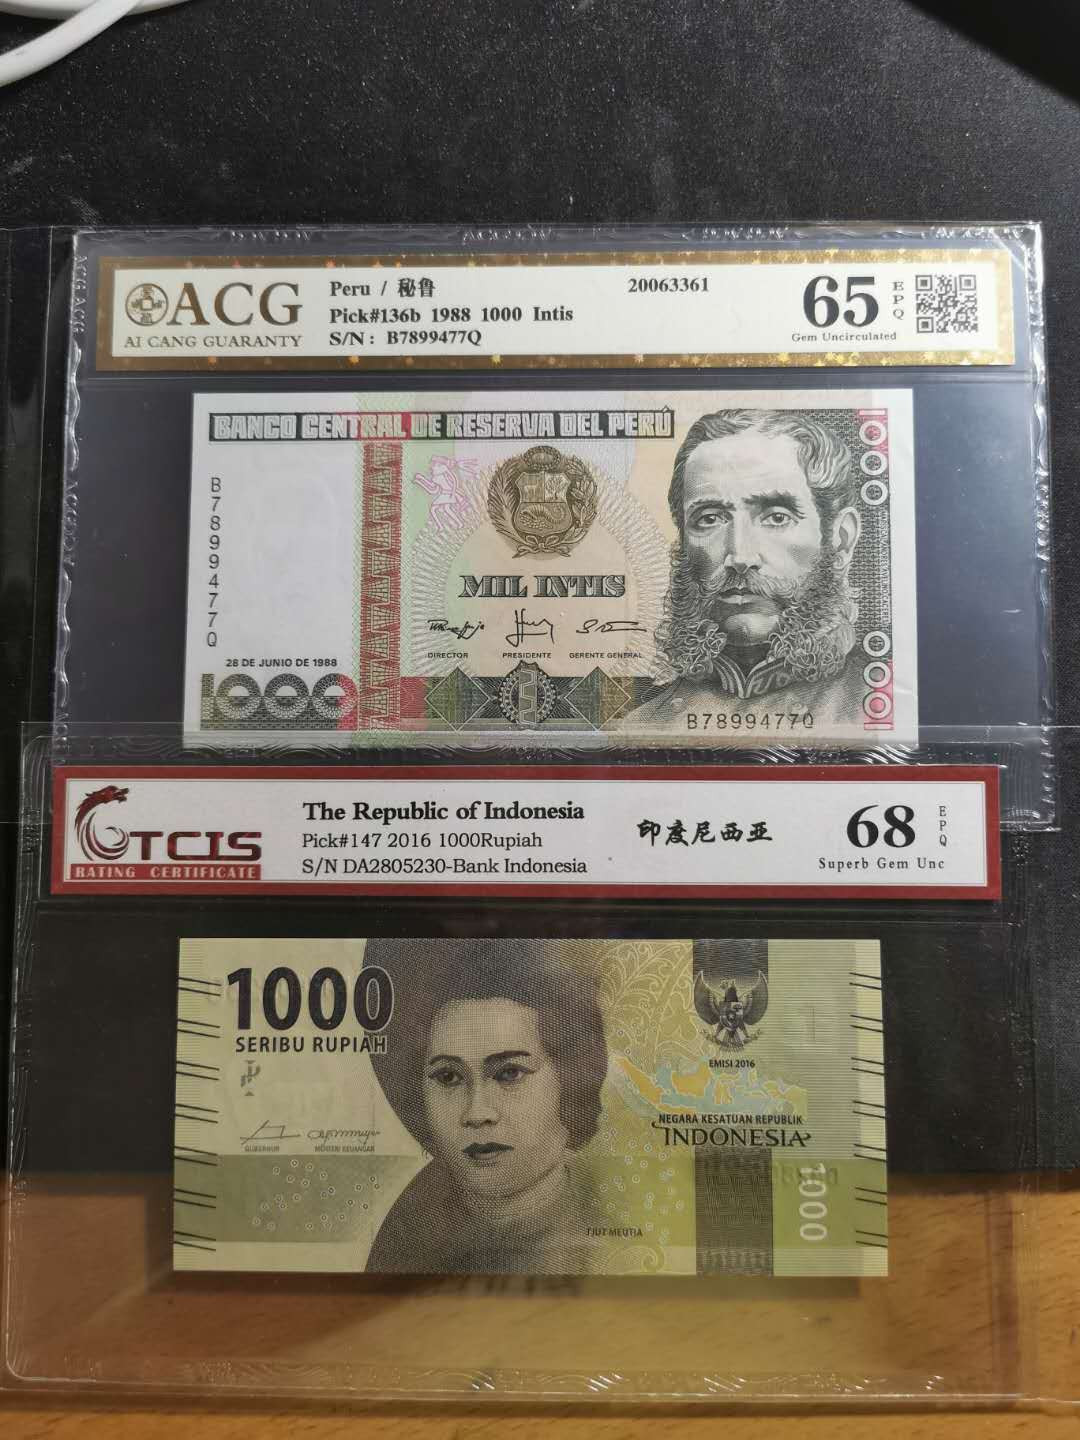 ACG
AI CANG GUARANTY
Peru / 秘鲁
Pick#136b 1988 1000 Intis
S/N: B7899477Q
20063361
65
EPQ
Gem Uncirculated
BANCO CENTRAL DE RESERVA DEL PERÚ
B7899477Q
1000
MIL INTIS
DIRECTOR PRESIDENTE GERENTE GENERAL
28 DE JUNIO DE 1988
1000
1000
B7899477Q
TCIS
RATING CERTIFICATE
The Republic of Indonesia
Pick#147 2016 1000Rupiah
S/N DA2805230-Bank Indonesia
印度尼西亚
68
EPQ
Superb Gem Unc
1000
SERIBU RUPIAH
EMISI 2016
NEGARA KESATUAN REPUBLIK
INDONESIA
GUBERNUR MENTERI KEUANGAN
TJUT MEUTIA
1000